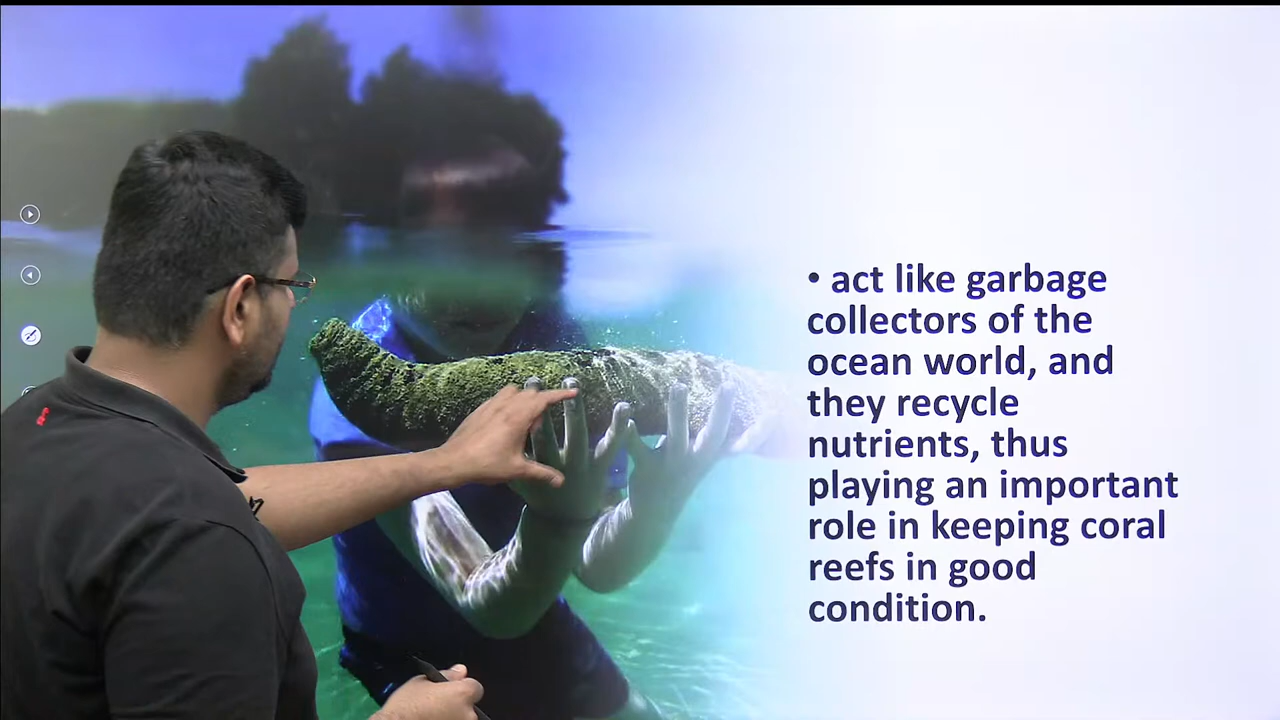 • act like garbage
collectors of the
ocean world, and
they recycle
nutrients, thus
playing an important
role in keeping coral
reefs in good
condition.